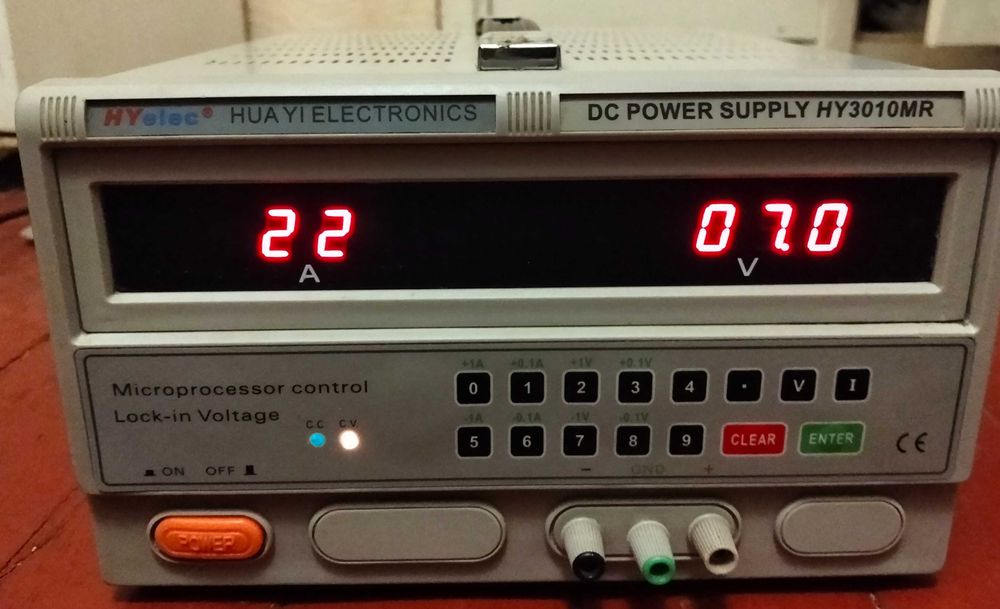 HYelec® HUA YI ELECTRONICS
DC POWER SUPPLY HY3010MR
22
A
07.0
V
Microprocessor control
Lock-in Voltage
C.C C.V.
ON OFF
+1A +0.1A +1V +0.1V
0 1 2 3 4 · V I
-1A -0.1A -1V -0.1V
5 6 7 8 9 CLEAR ENTER
CE
- GND +
POWER